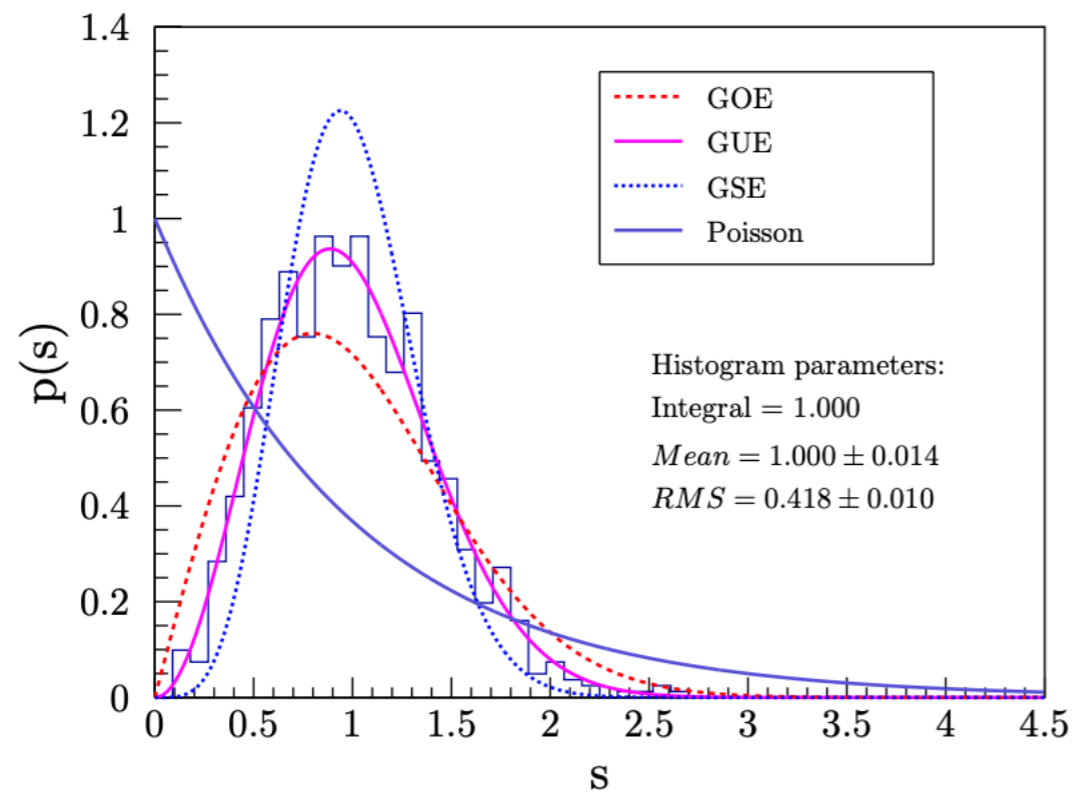 1.4
1.2
1
0.8
0.6
0.4
0.2
0
p(s)
GOE
GUE
GSE
Poisson
Histogram parameters:
Integral = 1.000
Mean = 1.000 ± 0.014
RMS = 0.418 ± 0.010
0 0.5 1 1.5 2 2.5 3 3.5 4 4.5
s